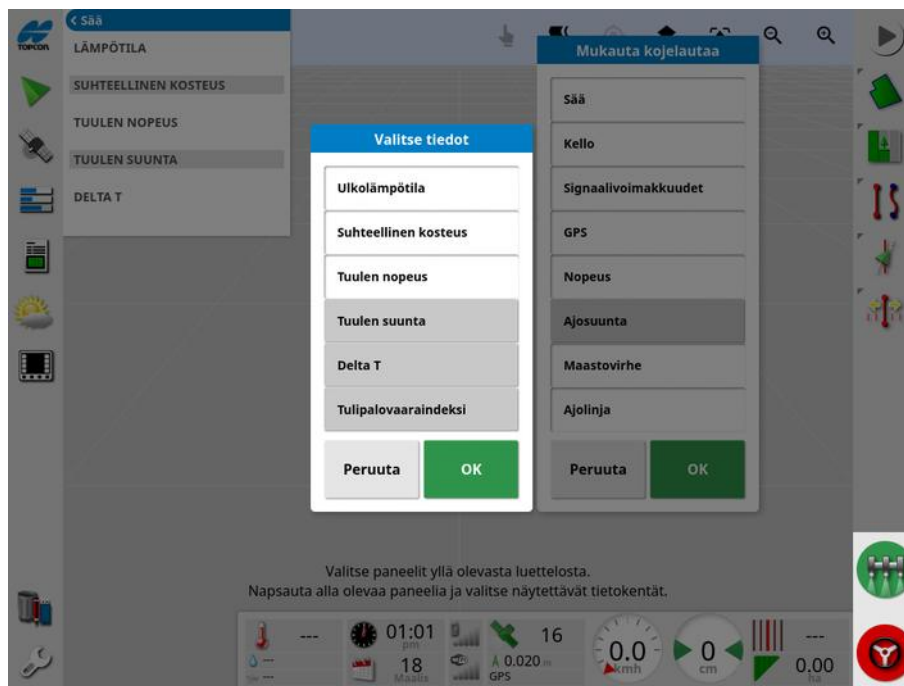 TOPCON
< Sää
LÄMPÖTILA
SUHTEELLINEN KOSTEUS
TUULEN NOPEUS
TUULEN SUUNTA
DELTA T
Valitse tiedot
Ulkolämpötila
Suhteellinen kosteus
Tuulen nopeus
Tuulen suunta
Delta T
Tulipalovaaraindeksi
Peruuta
OK
Mukauta kojelautaa
Sää
Kello
Signaalivoimakkuudet
GPS
Nopeus
Ajosuunta
Maastovirhe
Ajolinja
Peruuta
OK
Valitse paneelit yllä olevasta luettelosta.
Napsauta alla olevaa paneelia ja valitse näytettävät tietokentät.
---
---
---
01:01
pm
18
Maalis
16
0.020 m
GPS
0.0
kmh
0
cm
---
0.00
ha